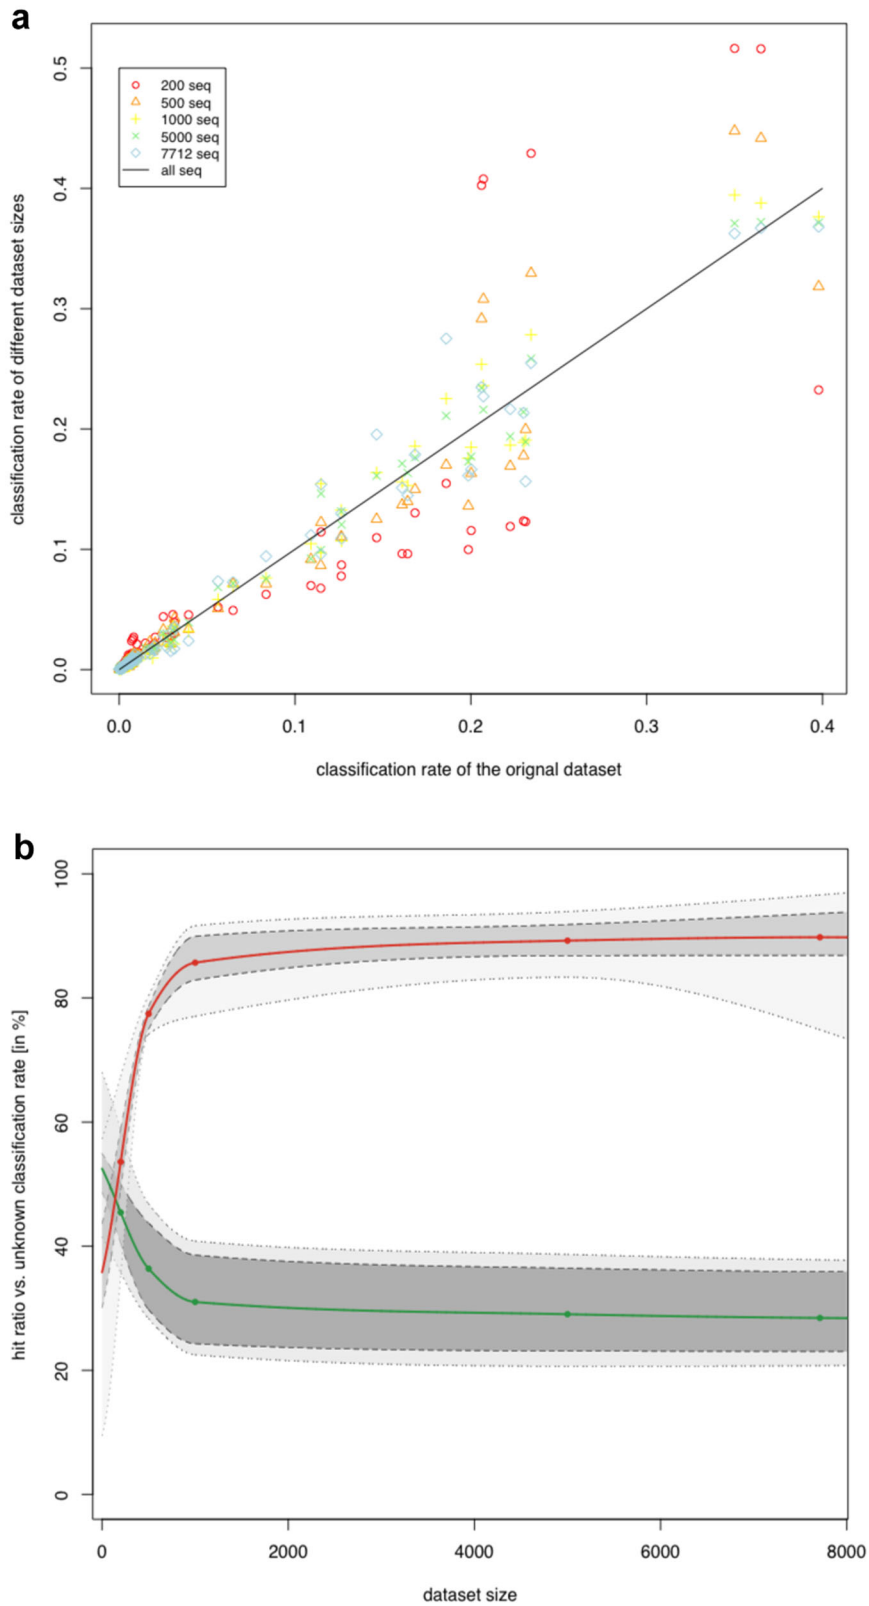 a
classification rate of different dataset sizes
0.5
0.4
0.3
0.2
0.1
0.0
200 seq
500 seq
1000 seq
5000 seq
7712 seq
all seq
0.0 0.1 0.2 0.3 0.4
classification rate of the orignal dataset
b
hit ratio vs. unknown classification rate [in %]
100
80
60
40
20
0
0 2000 4000 6000 8000
dataset size